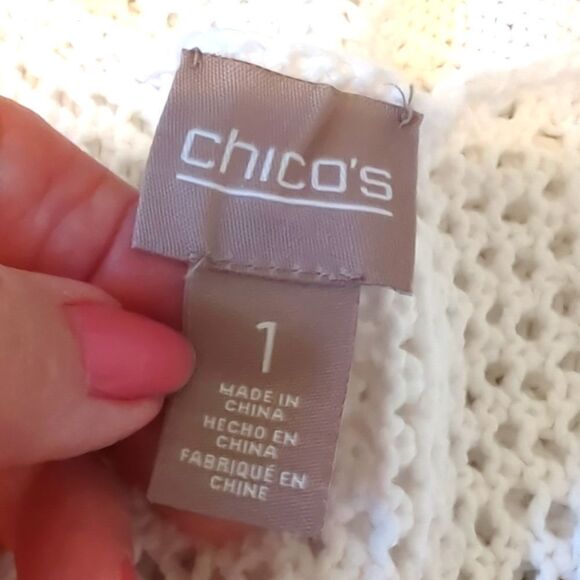 chico's
1
MADE IN
CHINA
HECHO EN
CHINA
FABRIQUÉ EN
CHINE